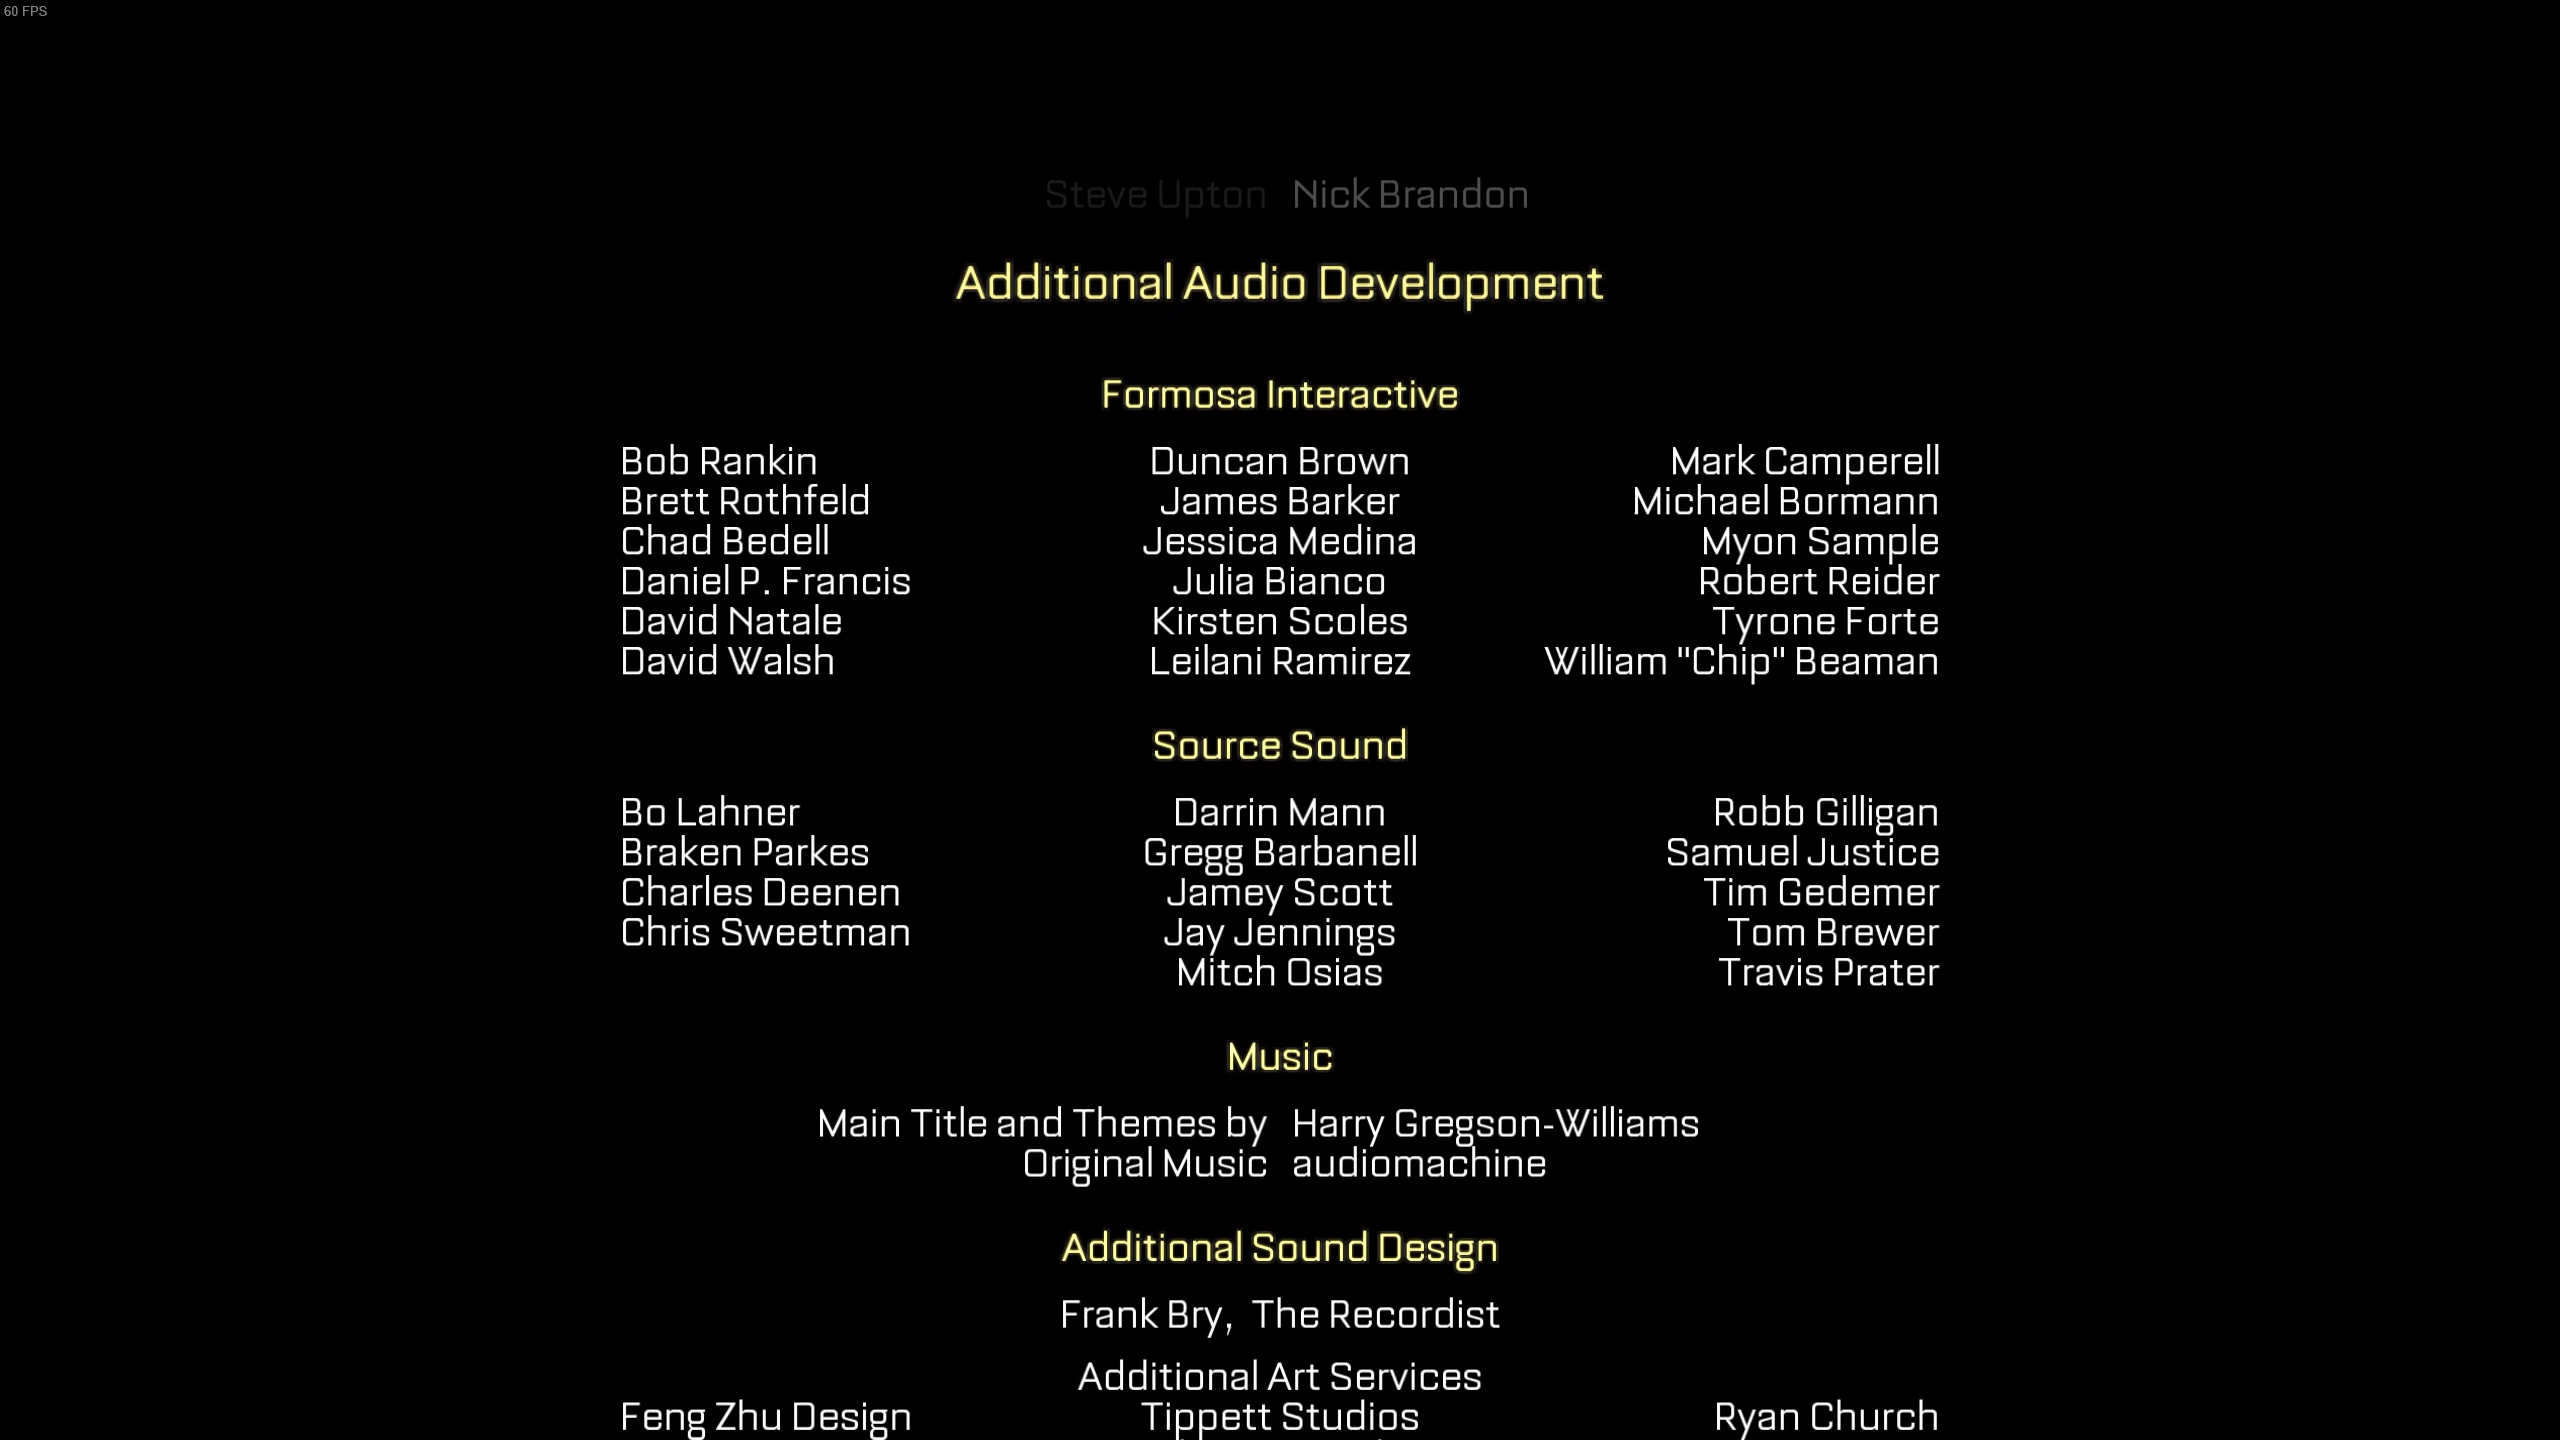 60 FPS
Steve Upton Nick Brandon
Additional Audio Development
Formosa Interactive
Bob Rankin Duncan Brown Mark Camperell
Brett Rothfeld James Barker Michael Bormann
Chad Bedell Jessica Medina Myon Sample
Daniel P. Francis Julia Bianco Robert Reider
David Natale Kirsten Scoles Tyrone Forte
David Walsh Leilani Ramirez William "Chip" Beaman
Source Sound
Bo Lahner Darrin Mann Robb Gilligan
Braken Parkes Gregg Barbanell Samuel Justice
Charles Deenen Jamey Scott Tim Gedemer
Chris Sweetman Jay Jennings Tom Brewer
Mitch Osias Travis Prater
Music
Main Title and Themes by Harry Gregson-Williams
Original Music audiomachine
Additional Sound Design
Frank Bry, The Recordist
Additional Art Services
Feng Zhu Design Tippett Studios Ryan Church